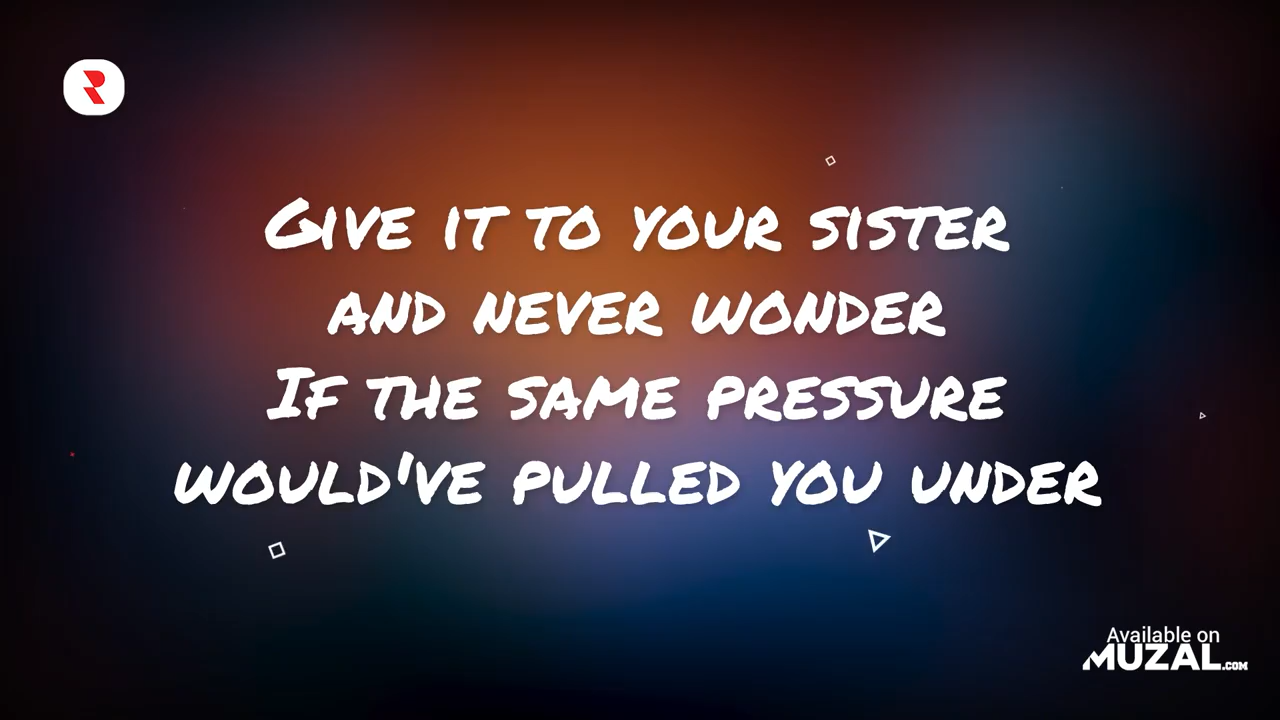 Give it to your sister
and never wonder
If the same pressure
would've pulled you under
Available on
MUZAL.COM